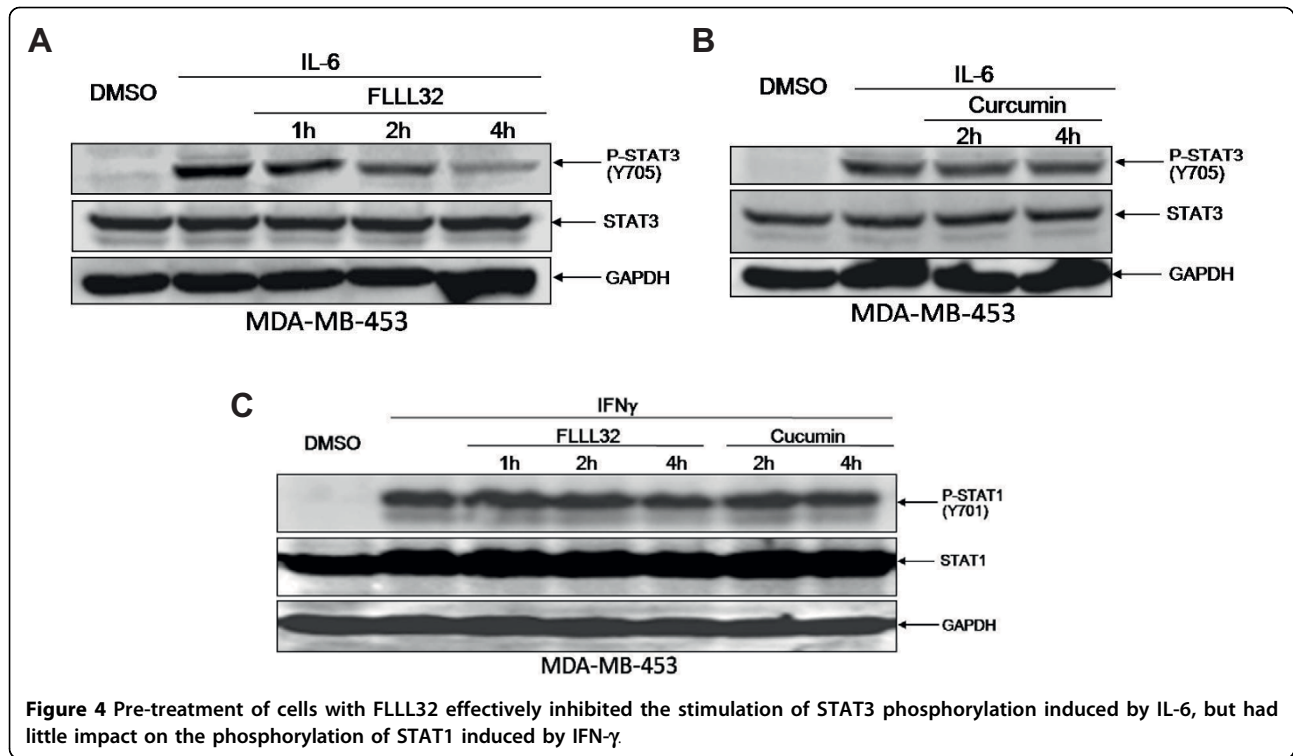 A
IL-6
DMSO
FLLL32
1h 2h 4h
P-STAT3
(Y705)
STAT3
GAPDH
MDA-MB-453
B
IL-6
DMSO
Curcumin
2h 4h
P-STAT3
(Y705)
STAT3
GAPDH
MDA-MB-453
C
IFNγ
DMSO
FLLL32 Cucumin
1h 2h 4h 2h 4h
P-STAT1
(Y701)
STAT1
GAPDH
MDA-MB-453
Figure 4 Pre-treatment of cells with FLLL32 effectively inhibited the stimulation of STAT3 phosphorylation induced by IL-6, but had
little impact on the phosphorylation of STAT1 induced by IFN-γ.